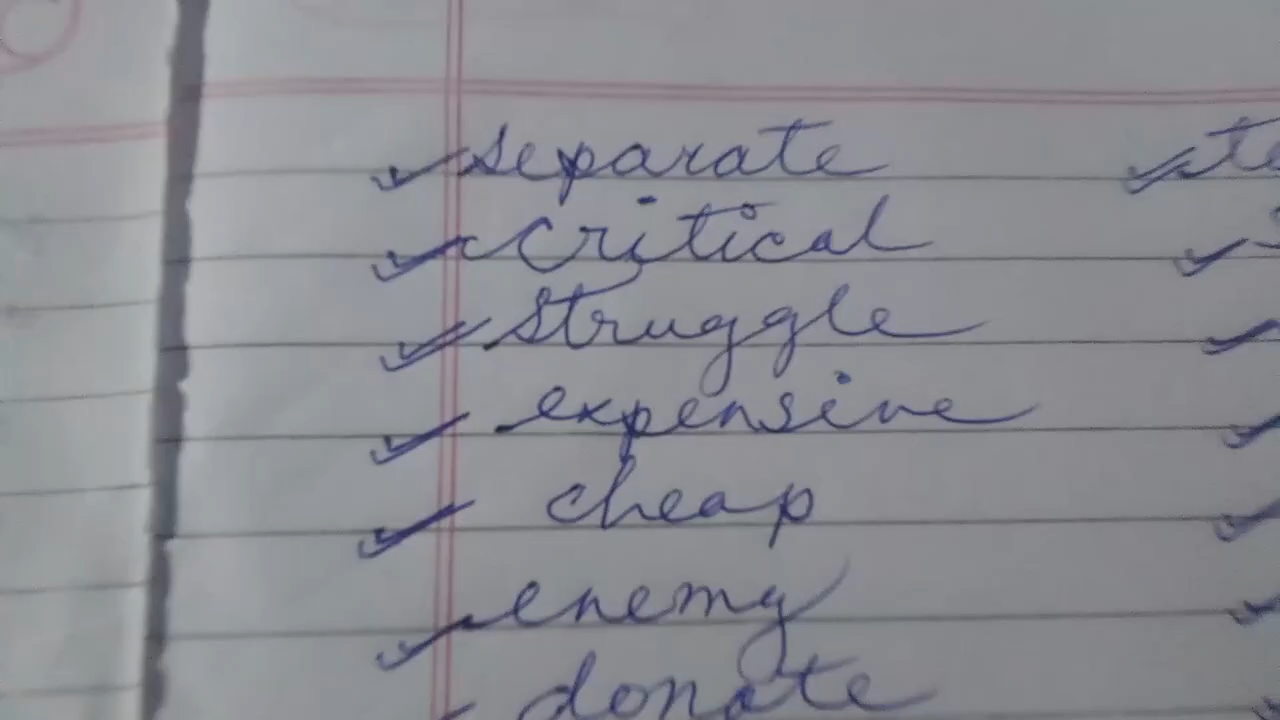 separate
critical
struggle
expensive
cheap
enemy
donate